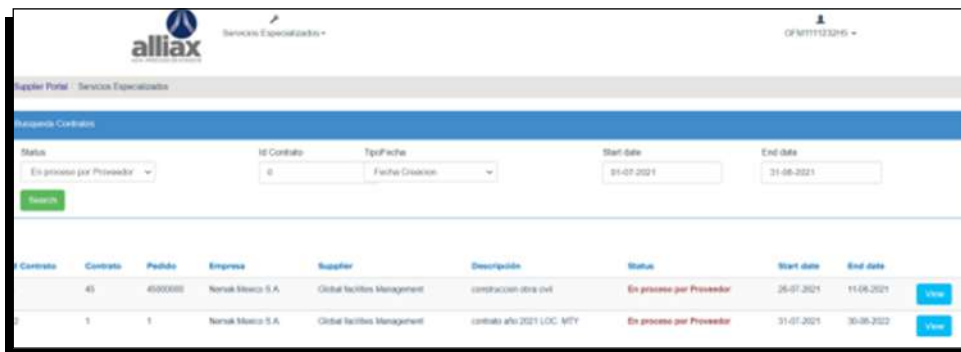 alliax
Servicios Especializados
Supplier Portal Servicios Especializados
Busqueda Contratos
Status Id Contrato TipoFecha Start date End date
En proceso por Proveedor 0 Fecha Creacion 01-07-2021 31-08-2021
Search
Id Contrato Contrato Pedido Empresa Supplier Descripción Status Start date End date
45 Nemak Mexico S.A. Global facilities Management construccion obra civil En proceso por Proveedor 26-07-2021 View
2 1 1 Nemak Mexico S.A. Global facilities Management contrato año 2021 LOC. MTY En proceso por Proveedor 31-07-2021 30-08-2022 View